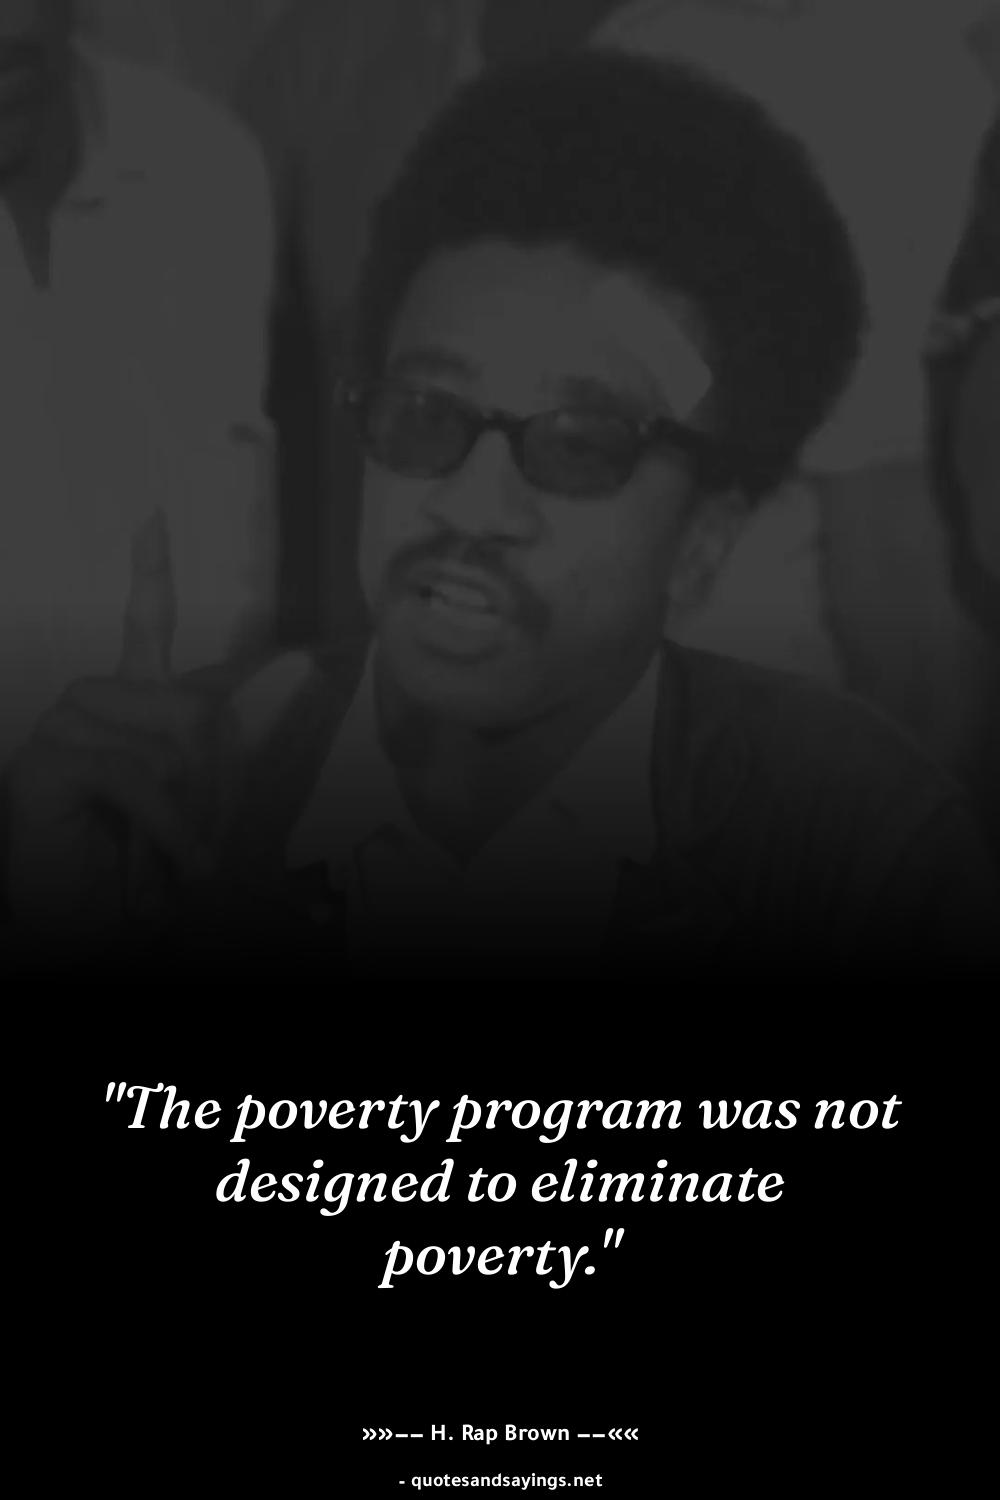 "The poverty program was not
designed to eliminate
poverty."
»»−− H. Rap Brown −−««
- quotesandsayings.net